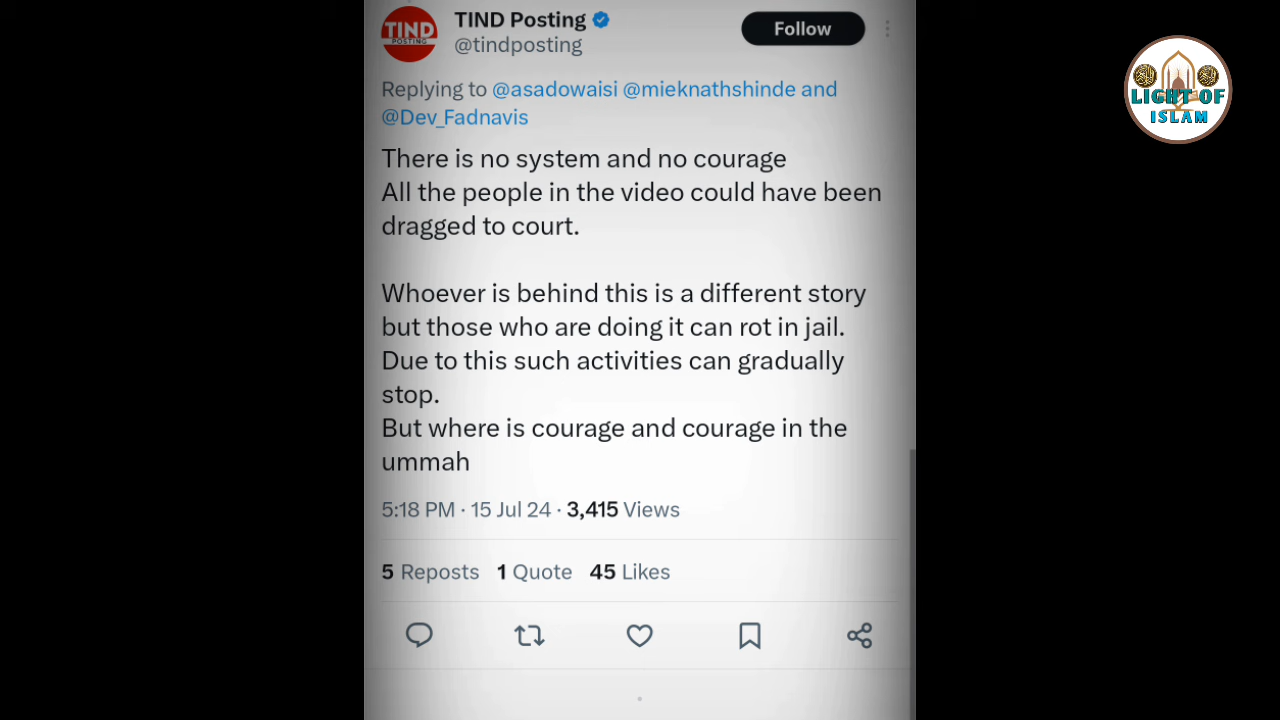 TIND
POSTING
TIND Posting
@tindposting
Follow
Replying to @asadowaisi @mieknathshinde and
@Dev_Fadnavis
There is no system and no courage
All the people in the video could have been
dragged to court.
Whoever is behind this is a different story
but those who are doing it can rot in jail.
Due to this such activities can gradually
stop.
But where is courage and courage in the
ummah
5:18 PM · 15 Jul 24 · 3,415 Views
5 Reposts 1 Quote 45 Likes
LIGHT OF
ISLAM